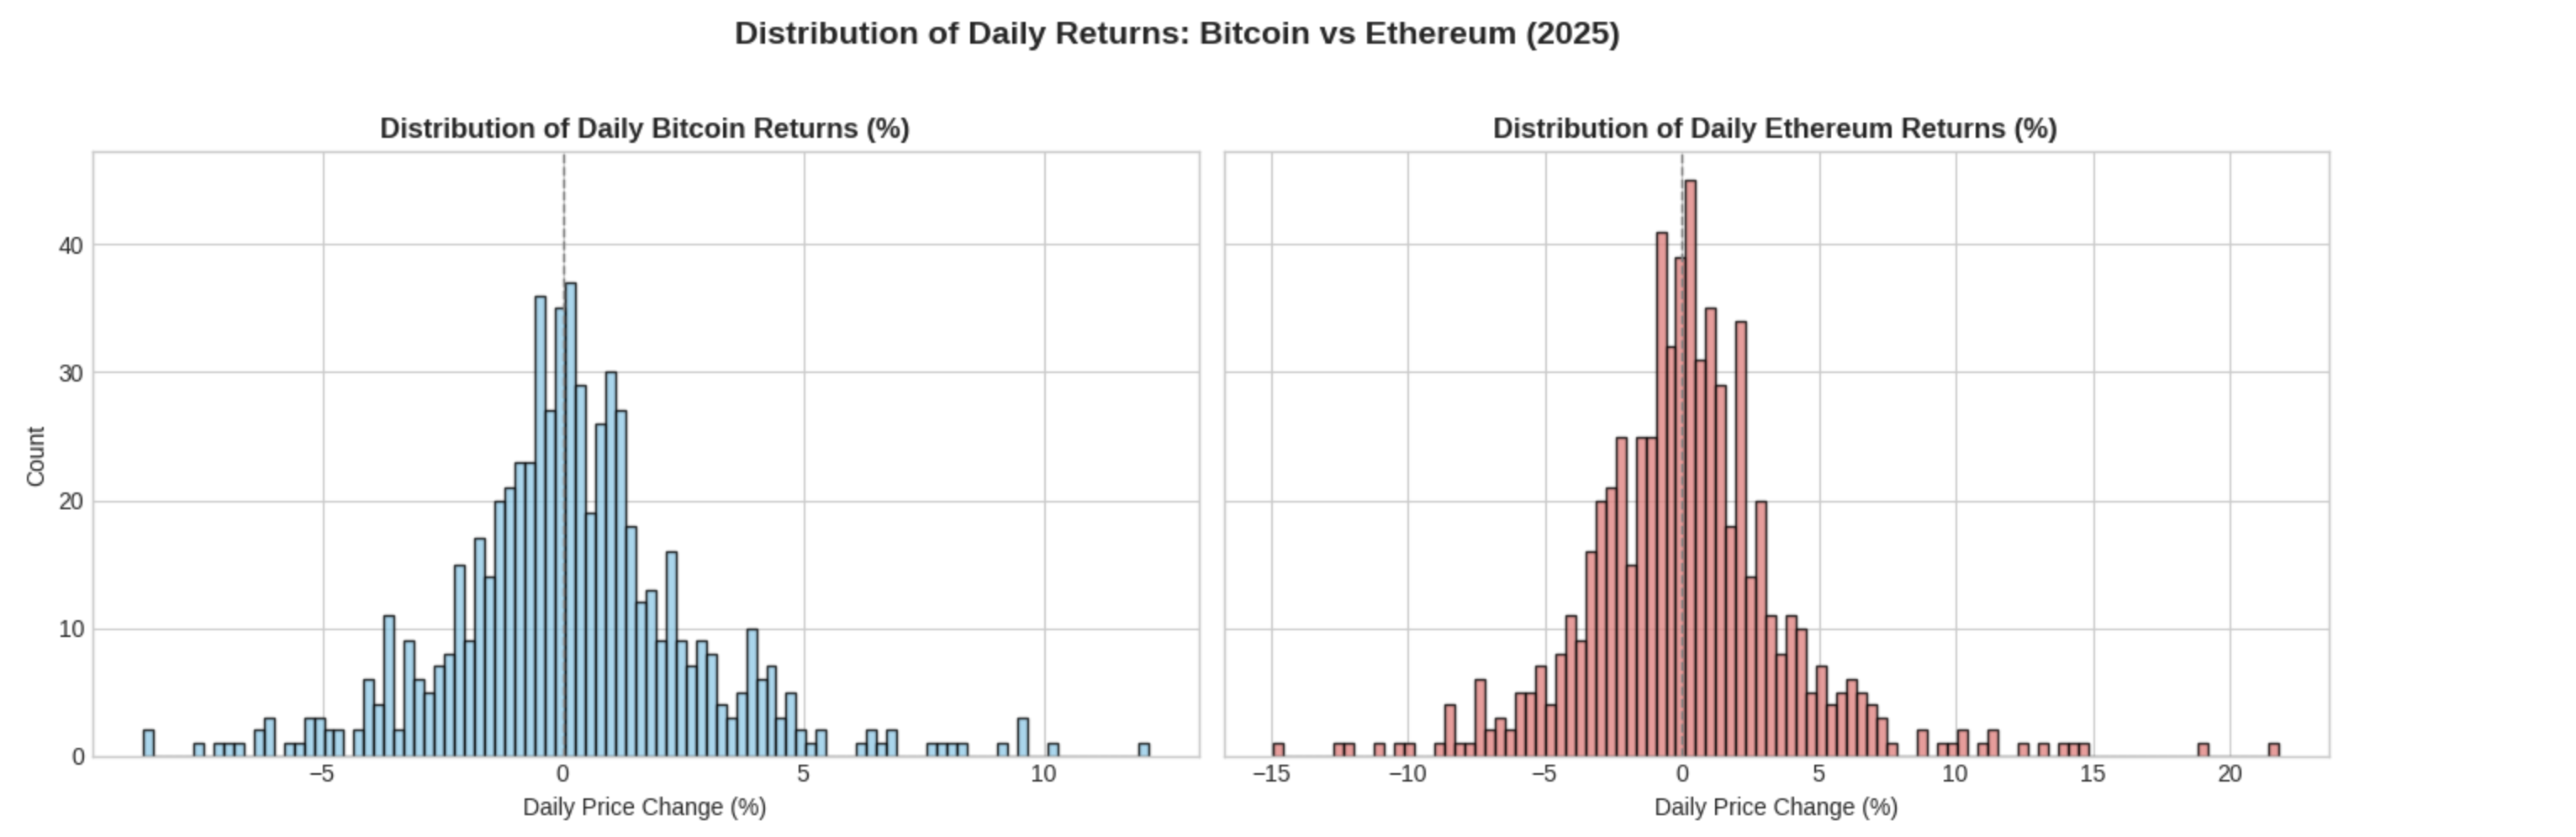 Distribution of Daily Returns: Bitcoin vs Ethereum (2025)
Distribution of Daily Bitcoin Returns (%)
Count
0
10
20
30
40
−5
0
5
10
Daily Price Change (%)
Distribution of Daily Ethereum Returns (%)
−15
−10
−5
0
5
10
15
20
Daily Price Change (%)